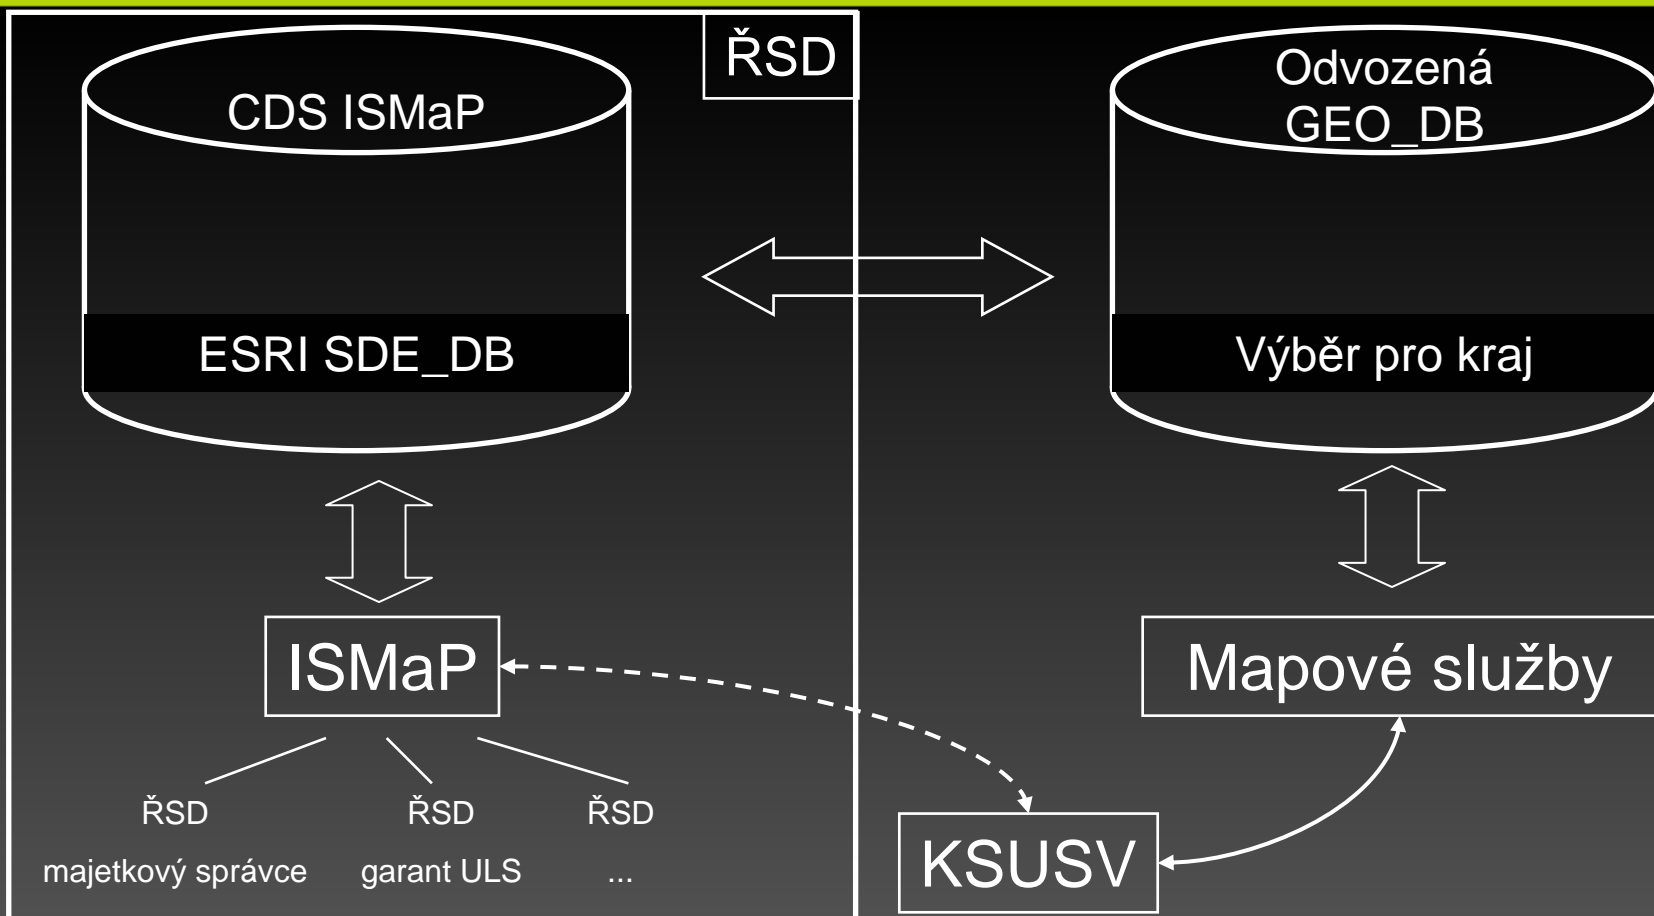 ŘSD
CDS ISMaP
ESRI SDE_DB
Odvozená
GEO_DB
Výběr pro kraj
ISMaP
Mapové služby
ŘSD
majetkový správce
ŘSD
garant ULS
ŘSD
...
KSUSV